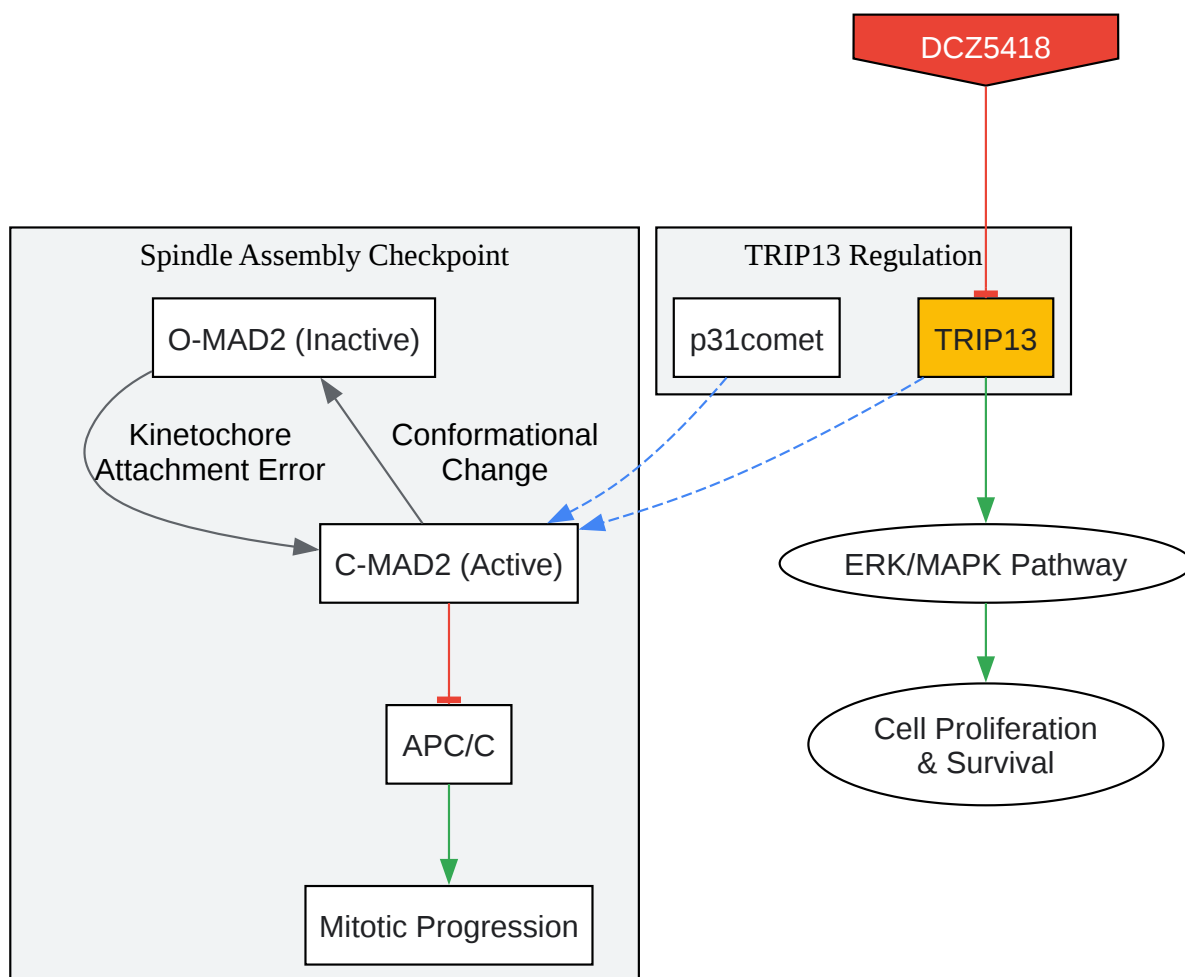 DCZ5418
Spindle Assembly Checkpoint
TRIP13 Regulation
O-MAD2 (Inactive)
p31comet
TRIP13
Kinetochore
Attachment Error
Conformational
Change
C-MAD2 (Active)
ERK/MAPK Pathway
APC/C
Cell Proliferation
& Survival
Mitotic Progression